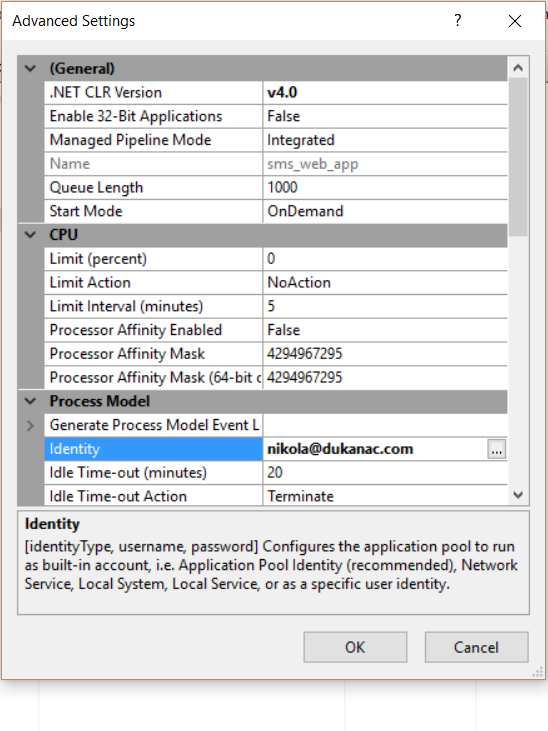 Advanced Settings ? ×
(General)
.NET CLR Version v4.0
Enable 32-Bit Applications False
Managed Pipeline Mode Integrated
Name sms_web_app
Queue Length 1000
Start Mode OnDemand
CPU
Limit (percent) 0
Limit Action NoAction
Limit Interval (minutes) 5
Processor Affinity Enabled False
Processor Affinity Mask 4294967295
Processor Affinity Mask (64-bit c 4294967295
Process Model
Generate Process Model Event L
Identity nikola@dukanac.com ...
Idle Time-out (minutes) 20
Idle Time-out Action Terminate
Identity
[identityType, username, password] Configures the application pool to run
as built-in account, i.e. Application Pool Identity (recommended), Network
Service, Local System, Local Service, or as a specific user identity.
OK Cancel